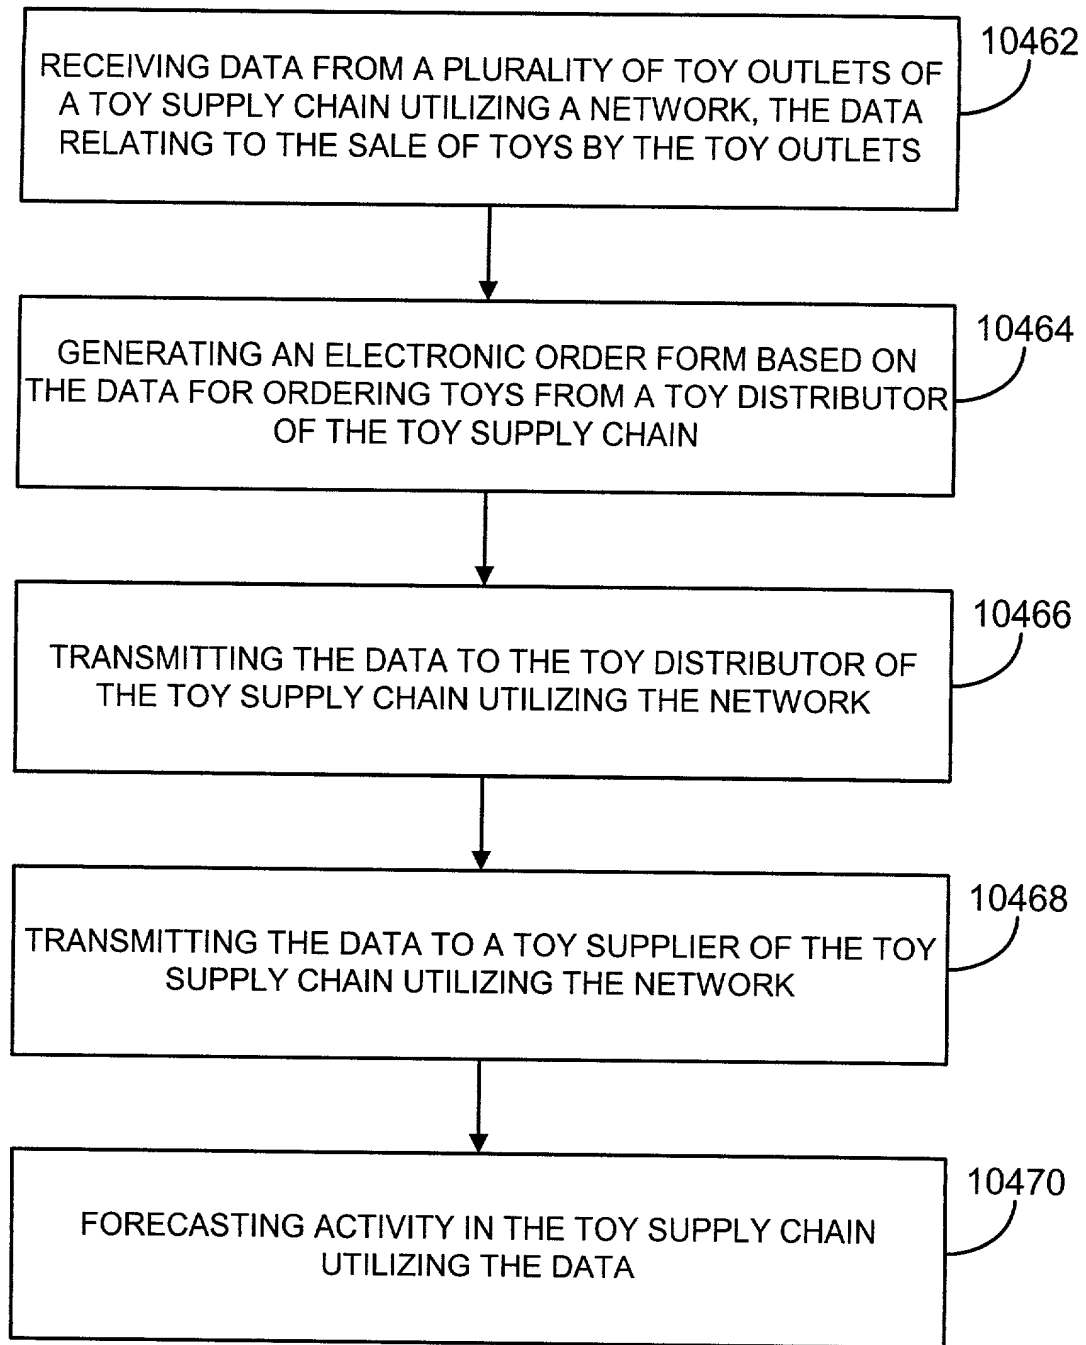 10462
RECEIVING DATA FROM A PLURALITY OF TOY OUTLETS OF
A TOY SUPPLY CHAIN UTILIZING A NETWORK, THE DATA
RELATING TO THE SALE OF TOYS BY THE TOY OUTLETS
10464
GENERATING AN ELECTRONIC ORDER FORM BASED ON
THE DATA FOR ORDERING TOYS FROM A TOY DISTRIBUTOR
OF THE TOY SUPPLY CHAIN
10466
TRANSMITTING THE DATA TO THE TOY DISTRIBUTOR OF
THE TOY SUPPLY CHAIN UTILIZING THE NETWORK
10468
TRANSMITTING THE DATA TO A TOY SUPPLIER OF THE TOY
SUPPLY CHAIN UTILIZING THE NETWORK
10470
FORECASTING ACTIVITY IN THE TOY SUPPLY CHAIN
UTILIZING THE DATA